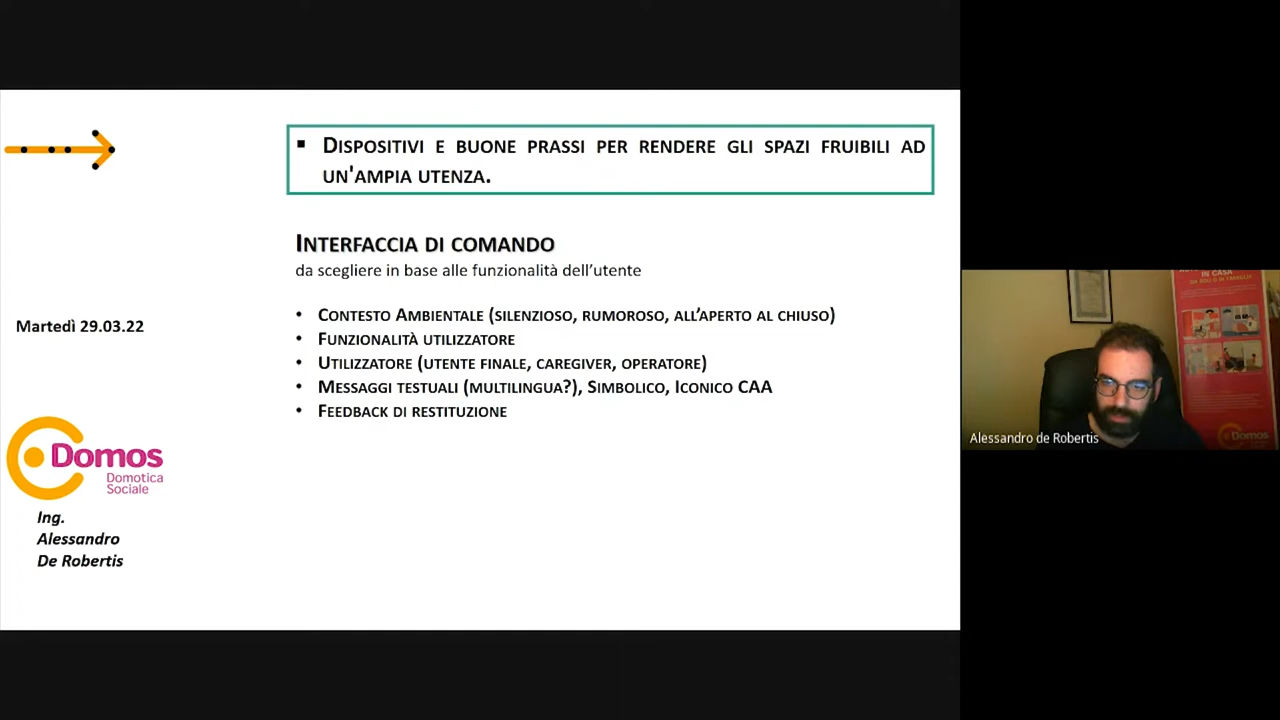 ▪ Dispositivi e buone prassi per rendere gli spazi fruibili ad
un'ampia utenza.
Interfaccia di comando
da scegliere in base alle funzionalità dell’utente
• Contesto Ambientale (silenzioso, rumoroso, all’aperto al chiuso)
• Funzionalità utilizzatore
• Utilizzatore (utente finale, caregiver, operatore)
• Messaggi testuali (multilingua?), Simbolico, Iconico CAA
• Feedback di restituzione
Martedì 29.03.22
Domos
Domotica
Sociale
Ing.
Alessandro
De Robertis
IN CASA
Domos
Alessandro de Robertis